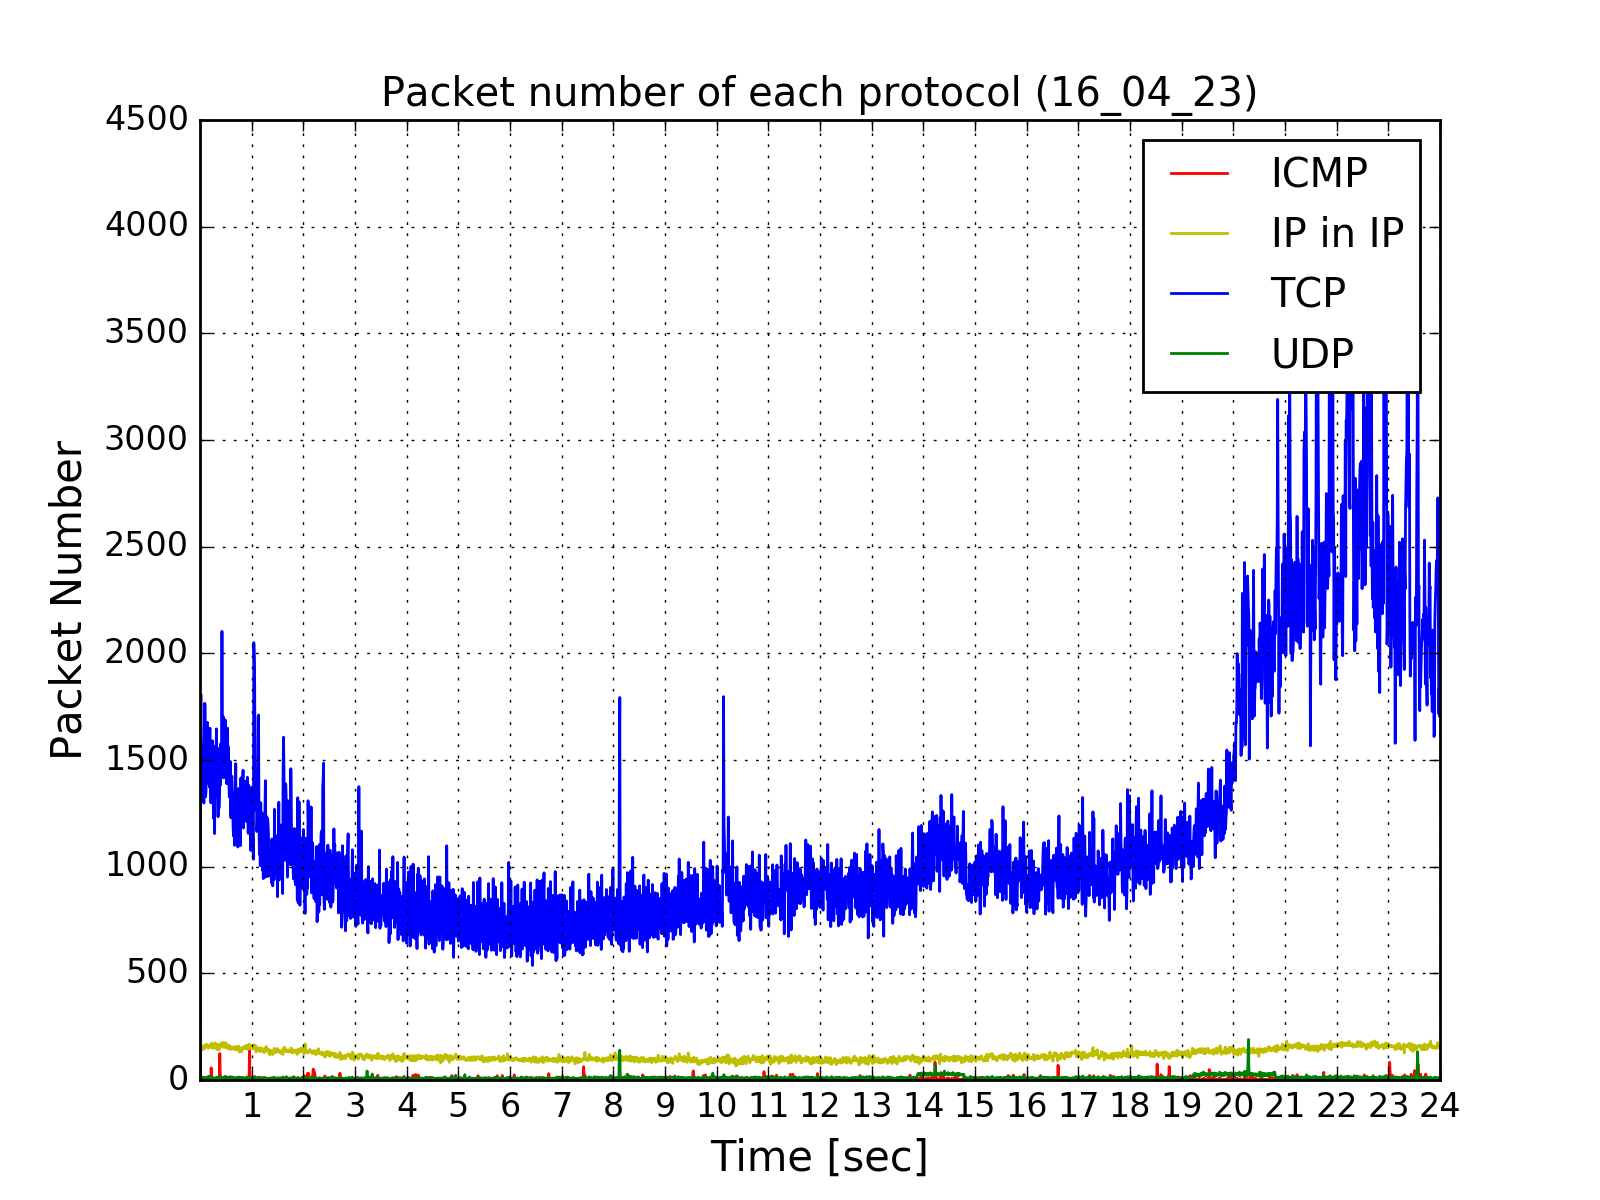 Packet number of each protocol (16_04_23)
4500
4000
3500
3000
2500
2000
1500
1000
500
0
Packet Number
ICMP
IP in IP
TCP
UDP
1 2 3 4 5 6 7 8 9 10 11 12 13 14 15 16 17 18 19 20 21 22 23 24
Time [sec]